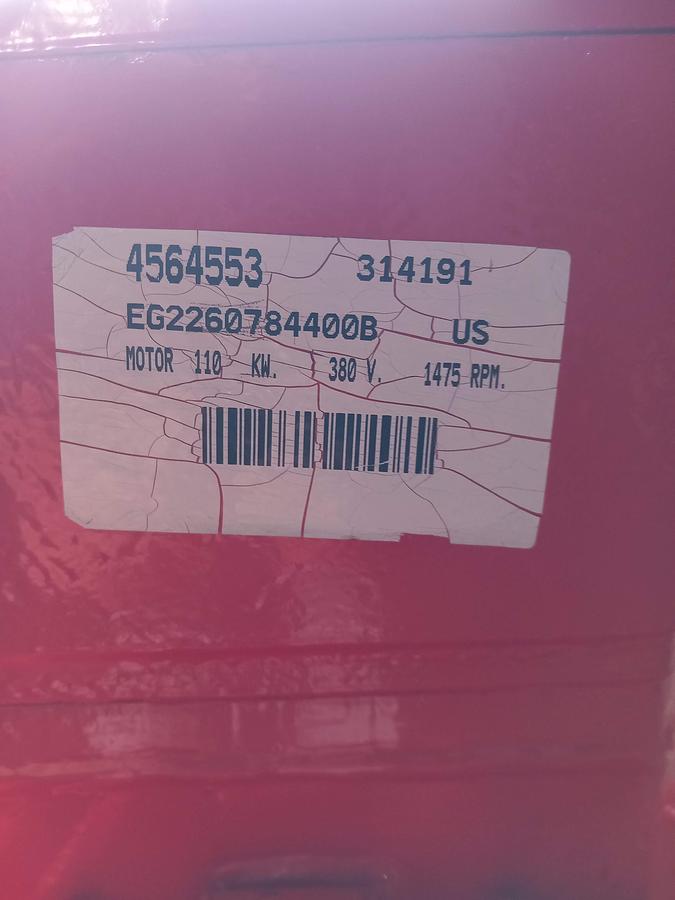 4564553 314191
EG2260784400B US
MOTOR 110 KW. 380 V. 1475 RPM.